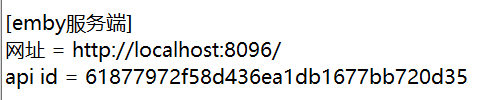 [emby服务端]
网址 = http://localhost:8096/
api id = 61877972f58d436ea1db1677bb720d35